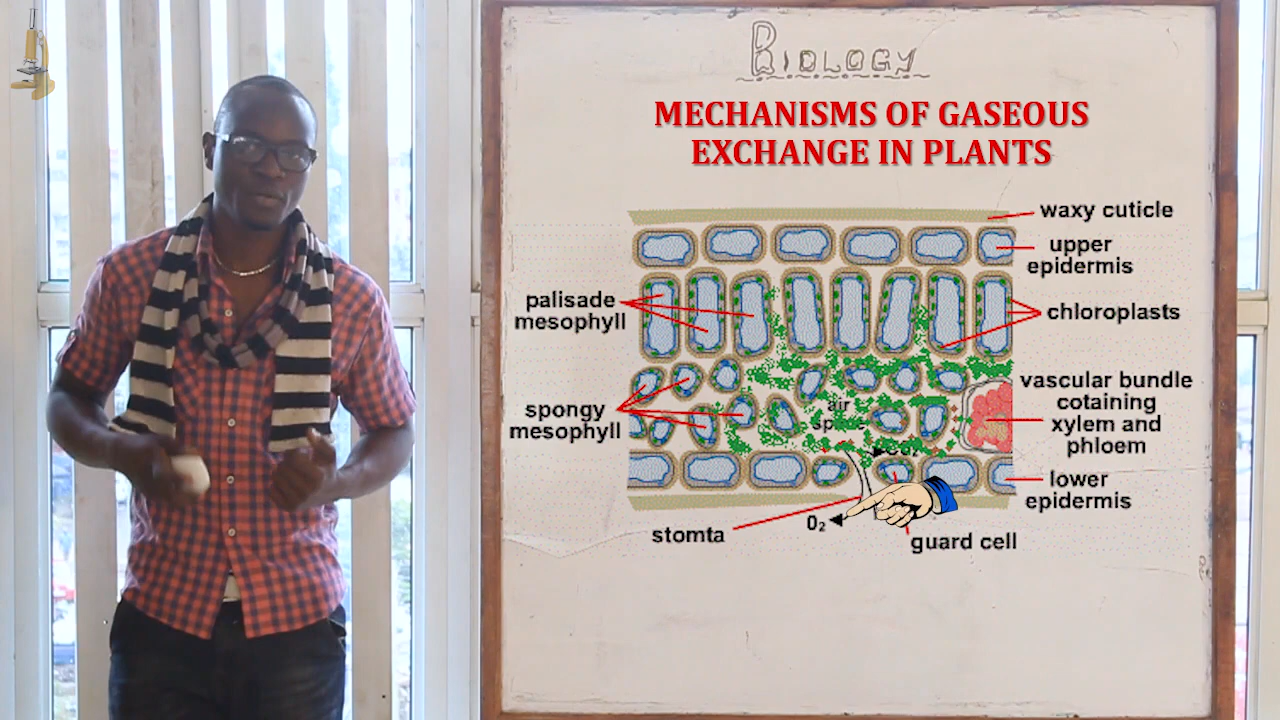 BIOLOGY
MECHANISMS OF GASEOUS
EXCHANGE IN PLANTS
waxy cuticle
upper
epidermis
palisade
mesophyll
chloroplasts
vascular bundle
cotaining
xylem and
phloem
spongy
mesophyll
air
space
lower
epidermis
stomta
O₂
guard cell